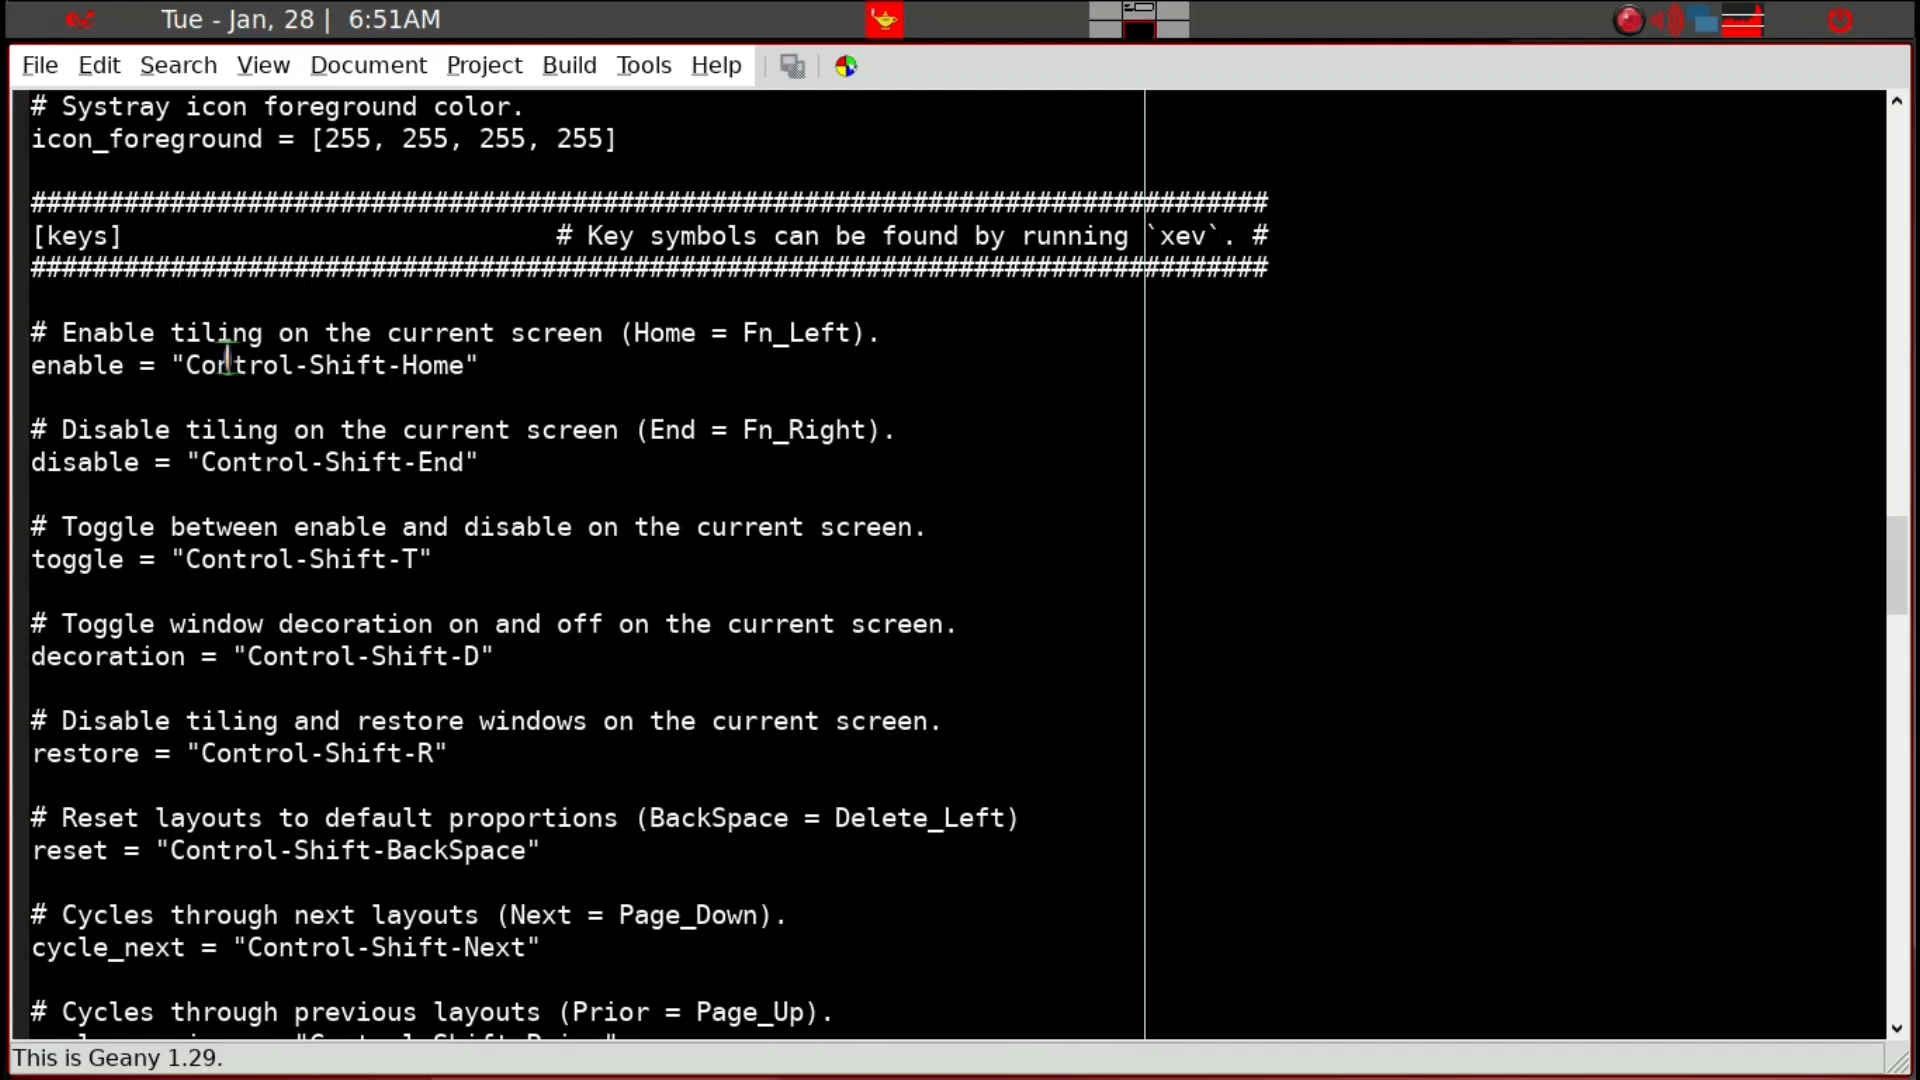 Tue - Jan, 28 | 6:51AM
File Edit Search View Document Project Build Tools Help
# Systray icon foreground color.
icon_foreground = [255, 255, 255, 255]
################################################################################
[keys] # Key symbols can be found by running `xev`. #
################################################################################
# Enable tiling on the current screen (Home = Fn_Left).
enable = "Control-Shift-Home"
# Disable tiling on the current screen (End = Fn_Right).
disable = "Control-Shift-End"
# Toggle between enable and disable on the current screen.
toggle = "Control-Shift-T"
# Toggle window decoration on and off on the current screen.
decoration = "Control-Shift-D"
# Disable tiling and restore windows on the current screen.
restore = "Control-Shift-R"
# Reset layouts to default proportions (BackSpace = Delete_Left)
reset = "Control-Shift-BackSpace"
# Cycles through next layouts (Next = Page_Down).
cycle_next = "Control-Shift-Next"
# Cycles through previous layouts (Prior = Page_Up).
This is Geany 1.29.